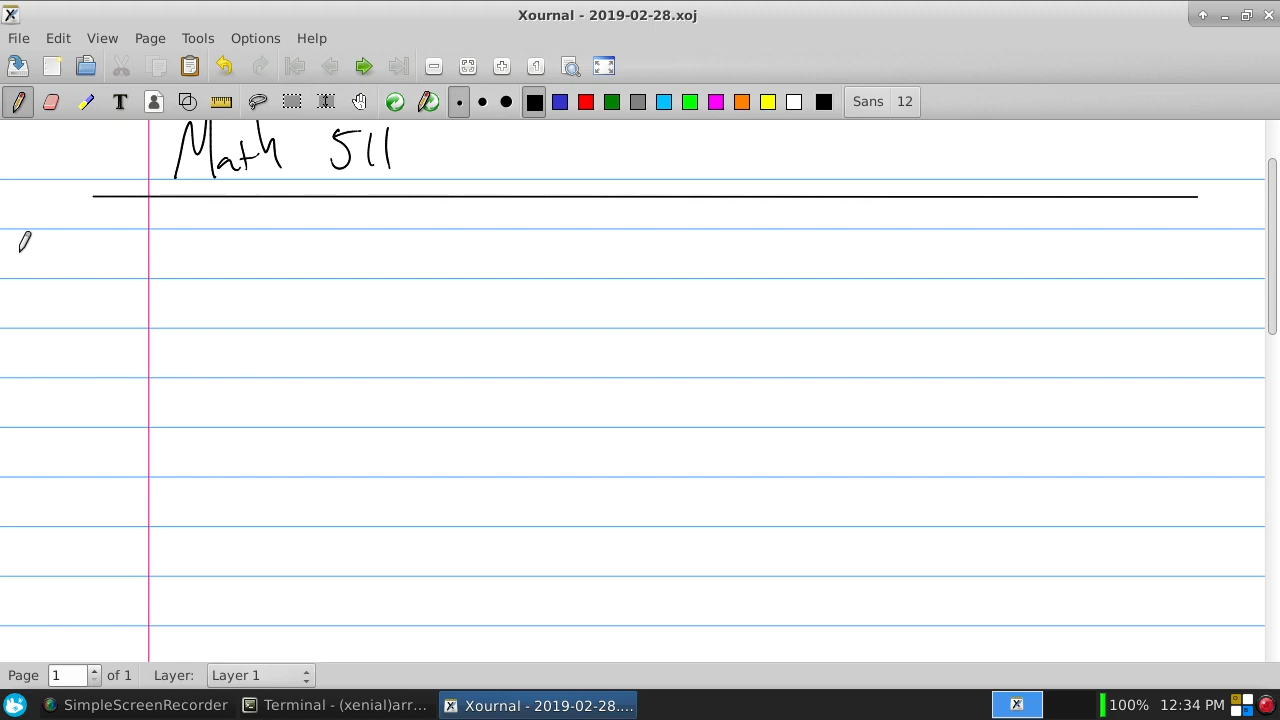 Xournal - 2019-02-28.xoj
File Edit View Page Tools Options Help
Sans 12
Math 511
Page 1 of 1 Layer: Layer 1
SimpleScreenRecorder Terminal - (xenial)arr... Xournal - 2019-02-28.... 100% 12:34 PM